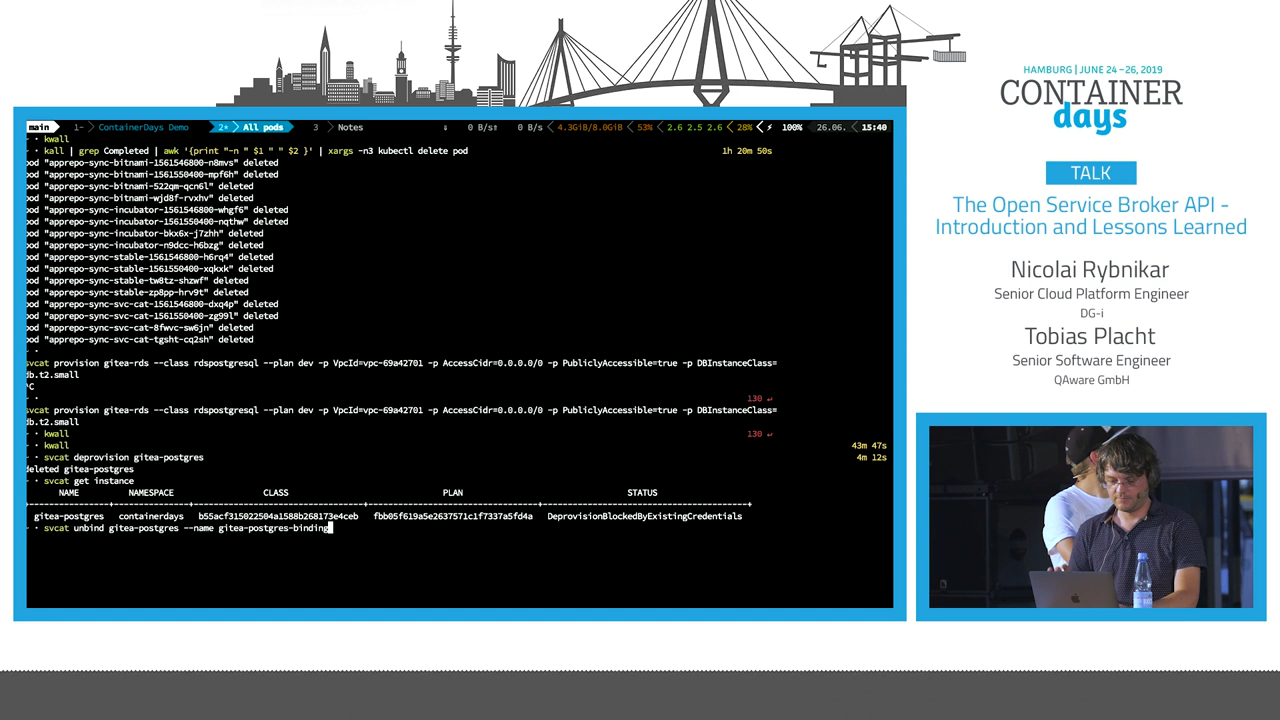 main 1- ContainerDays Demo 2* All pods 3 Notes ⇓ 0 B/s⇑ 0 B/s 4.3GiB/8.0GiB 53% 2.6 2.5 2.6 28% ⚡ 100% 26.06. 15:40
· kwall
· kall | grep Completed | awk '{print "-n " $1 " " $2 }' | xargs -n3 kubectl delete pod 1h 20m 50s
pod "apprepo-sync-bitnami-1561546800-n8mvs" deleted
pod "apprepo-sync-bitnami-1561550400-mpf6h" deleted
pod "apprepo-sync-bitnami-522qm-qcn6l" deleted
pod "apprepo-sync-bitnami-wjd8f-rvxhv" deleted
pod "apprepo-sync-incubator-1561546800-whgf6" deleted
pod "apprepo-sync-incubator-1561550400-nqthw" deleted
pod "apprepo-sync-incubator-bkx6x-j7zhh" deleted
pod "apprepo-sync-incubator-n9dcc-h6bzg" deleted
pod "apprepo-sync-stable-1561546800-h6rq4" deleted
pod "apprepo-sync-stable-1561550400-xqkxk" deleted
pod "apprepo-sync-stable-tw8tz-shzwf" deleted
pod "apprepo-sync-stable-zp8pp-hrv9t" deleted
pod "apprepo-sync-svc-cat-1561546800-dxq4p" deleted
pod "apprepo-sync-svc-cat-1561550400-zg99l" deleted
pod "apprepo-sync-svc-cat-8fwvc-sw6jn" deleted
pod "apprepo-sync-svc-cat-tgsht-cq2sh" deleted
·
svcat provision gitea-rds --class rdspostgresql --plan dev -p VpcId=vpc-69a42701 -p AccessCidr=0.0.0.0/0 -p PubliclyAccessible=true -p DBInstanceClass=
db.t2.small
^C
· 130 ↵
svcat provision gitea-rds --class rdspostgresql --plan dev -p VpcId=vpc-69a42701 -p AccessCidr=0.0.0.0/0 -p PubliclyAccessible=true -p DBInstanceClass=
db.t2.small
· kwall 130 ↵
· kwall 43m 47s
· svcat deprovision gitea-postgres 4m 12s
deleted gitea-postgres
· svcat get instance
NAME NAMESPACE CLASS PLAN STATUS
gitea-postgres containerdays b55acf315022504a1588b268173e4ceb fbb05f619a5e2637571c1f7337a5fd4a DeprovisionBlockedByExistingCredentials
· svcat unbind gitea-postgres --name gitea-postgres-binding
HAMBURG | JUNE 24 – 26, 2019
CONTAINER
days
TALK
The Open Service Broker API -
Introduction and Lessons Learned
Nicolai Rybnikar
Senior Cloud Platform Engineer
DG-i
Tobias Placht
Senior Software Engineer
QAware GmbH